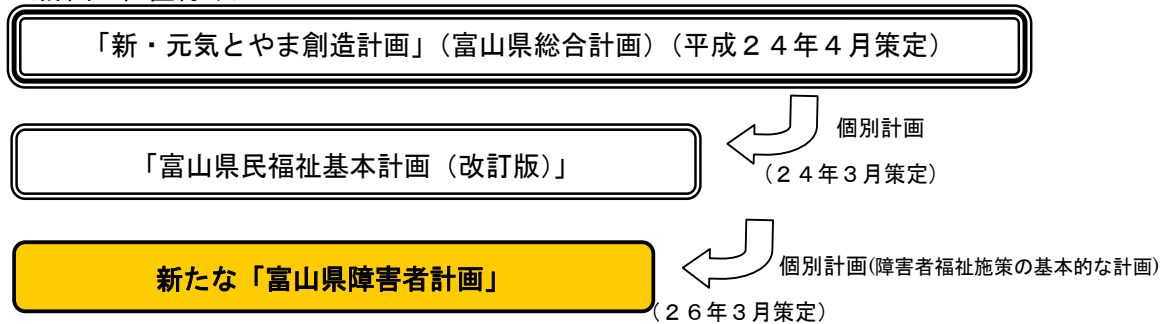 「新・元気とやま創造計画」（富山県総合計画）（平成２４年４月策定）
個別計画
「富山県民福祉基本計画（改訂版）」
（２４年３月策定）
個別計画(障害者福祉施策の基本的な計画)
新たな「富山県障害者計画」
（２６年３月策定）